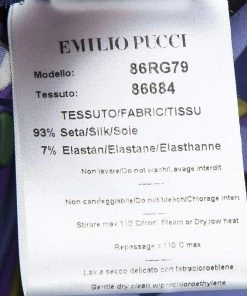 EMILIO PUCCI
Modello: 86RG79
Tessuto: 86684
TESSUTO/FABRIC/TISSU
93% Seta/Silk/Soie
7% Elastan/Elastane/Elasthanne
Non lavare/Do not wash/Lavage interdit
Non candeggiabile/Do not bleach/Chlorage interdit
Stirare max 110 C/Iron. Steam or Dry low heat
Repassage a 110 C max
Lava a secco delicato con tetracloroetilene
Gentle dry clean w/perchloroethylene